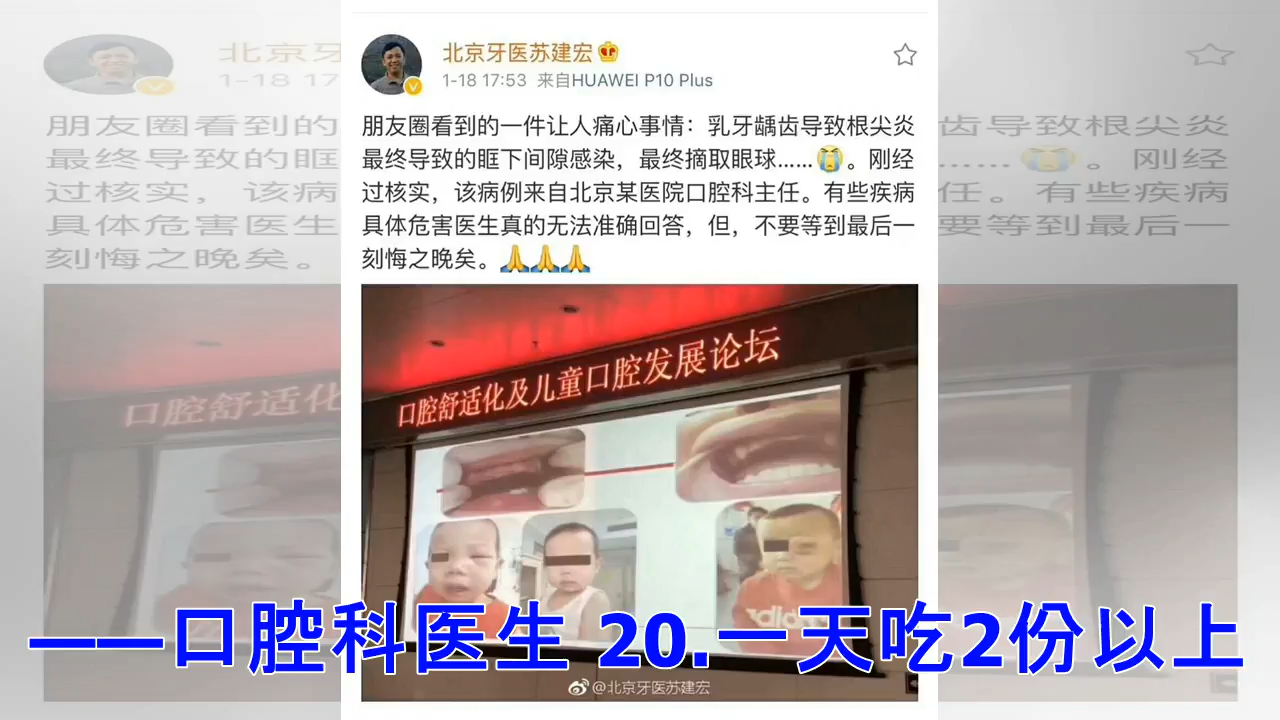 北京牙医苏建宏
1-18 17:53 来自HUAWEI P10 Plus
朋友圈看到的一件让人痛心事情：乳牙龋齿导致根尖炎
最终导致的眶下间隙感染，最终摘取眼球……😭。刚经
过核实，该病例来自北京某医院口腔科主任。有些疾病
具体危害医生真的无法准确回答，但，不要等到最后一
刻悔之晚矣。🙏🙏🙏
口腔舒适化及儿童口腔发展论坛
adidas
——口腔科医生 20. 一天吃2份以上
@北京牙医苏建宏